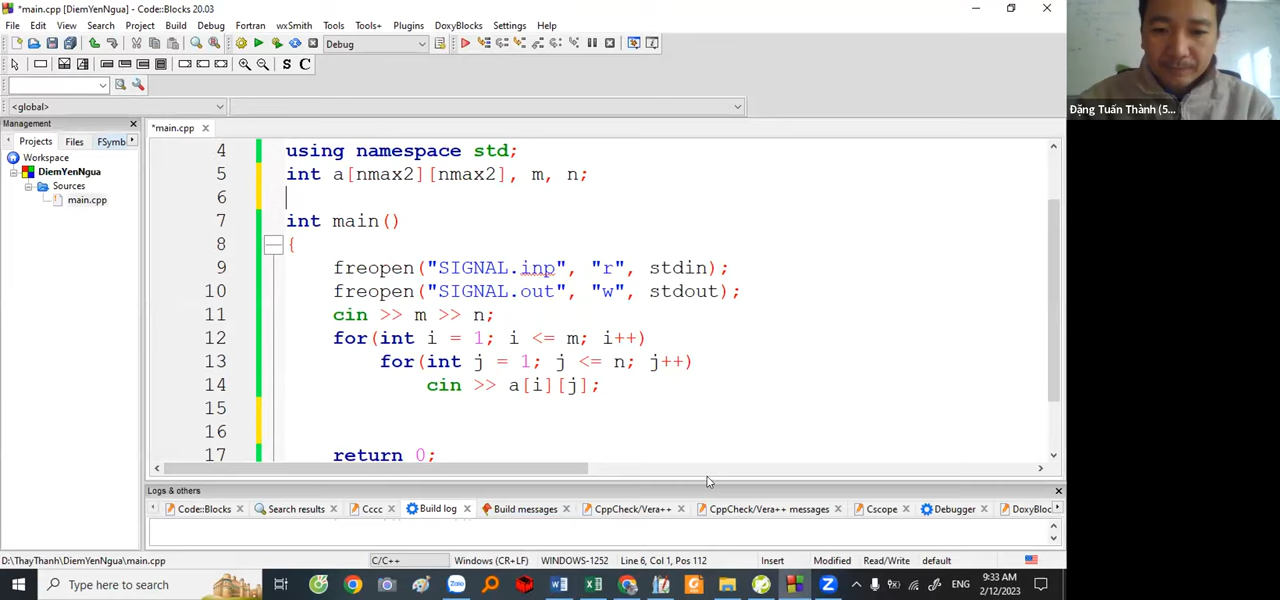 *main.cpp [DiemYenNgua] - Code::Blocks 20.03
File Edit View Search Project Build Debug Fortran wxSmith Tools Tools+ Plugins DoxyBlocks Settings Help
Debug
S C
<global>
Management
Projects Files FSymb
Workspace
DiemYenNgua
Sources
main.cpp
*main.cpp
4 using namespace std;
5 int a[nmax2][nmax2], m, n;
6
7 int main()
8 {
9 freopen("SIGNAL.inp", "r", stdin);
10 freopen("SIGNAL.out", "w", stdout);
11 cin >> m >> n;
12 for(int i = 1; i <= m; i++)
13 for(int j = 1; j <= n; j++)
14 cin >> a[i][j];
15
16
17 return 0;
Logs & others
Code::Blocks Search results Cccc Build log Build messages CppCheck/Vera++ CppCheck/Vera++ messages Cscope Debugger DoxyBloc
D:\ThayThanh\DiemYenNgua\main.cpp C/C++ Windows (CR+LF) WINDOWS-1252 Line 6, Col 1, Pos 112 Insert Modified Read/Write default
Type here to search
Zalo
ENG
9:33 AM
2/12/2023
Đặng Tuấn Thành (5...